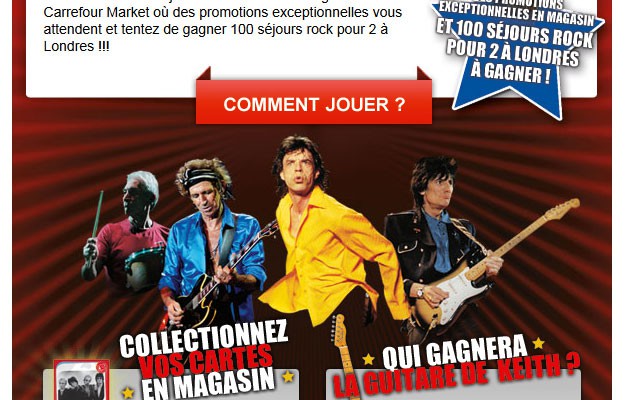 Carrefour Market où des promotions exceptionnelles vous
attendent et tentez de gagner 100 séjours rock pour 2 à
Londres !!!
PROMOTIONS
EXCEPTIONNELLES EN MAGASIN
ET 100 SÉJOURS ROCK
POUR 2 À LONDRES
À GAGNER !
COMMENT JOUER ?
COLLECTIONNEZ
VOS CARTES
EN MAGASIN
QUI GAGNERA
LA GUITARE DE KEITH ?